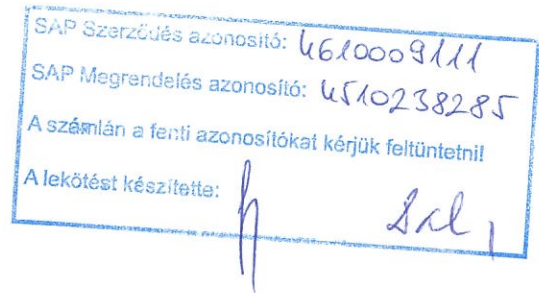 SAP Szerződés azonosító: 4610009111
SAP Megrendelés azonosító: 4510238285
A számlán a fenti azonosítókat kérjük feltüntetni!
A lekötést készítette: